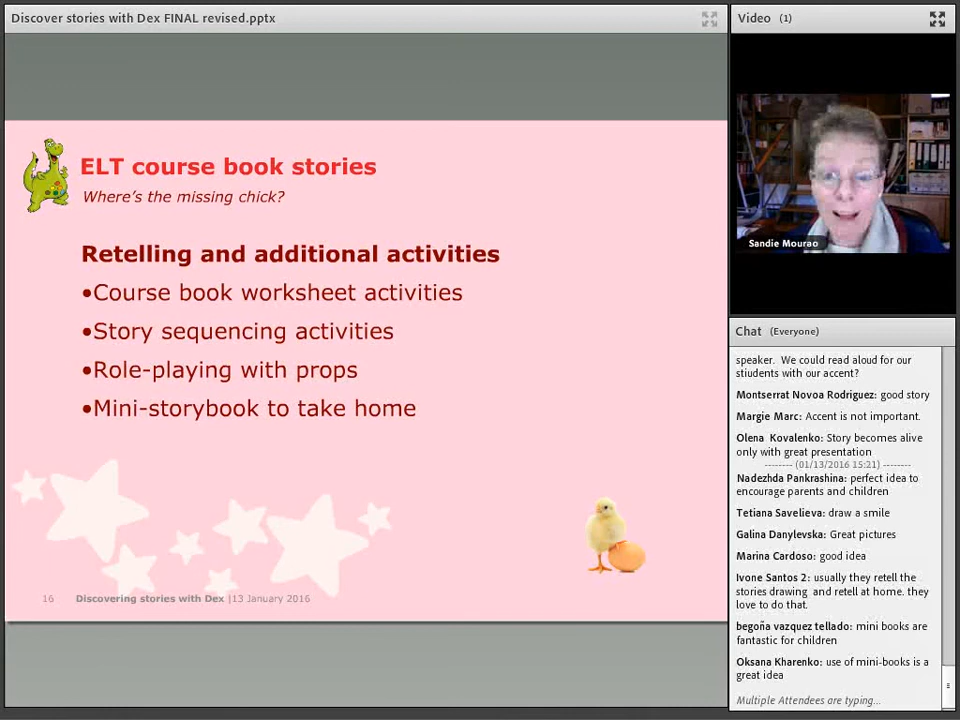 Discover stories with Dex FINAL revised.pptx
ELT course book stories
Where's the missing chick?
Retelling and additional activities
•Course book worksheet activities
•Story sequencing activities
•Role-playing with props
•Mini-storybook to take home
16 Discovering stories with Dex |13 January 2016
Video (1)
Sandie Mourao
Chat (Everyone)
speaker. We could read aloud for our
stiudents with our accent?
Montserrat Novoa Rodriguez: good story
Margie Marc: Accent is not important.
Olena Kovalenko: Story becomes alive
only with great presentation
-------- (01/13/2016 15:21) --------
Nadezhda Pankrashina: perfect idea to
encourage parents and children
Tetiana Savelieva: draw a smile
Galina Danylevska: Great pictures
Marina Cardoso: good idea
Ivone Santos 2: usually they retell the
stories drawing and retell at home. they
love to do that.
begoña vazquez tellado: mini books are
fantastic for children
Oksana Kharenko: use of mini-books is a
great idea
Multiple Attendees are typing...